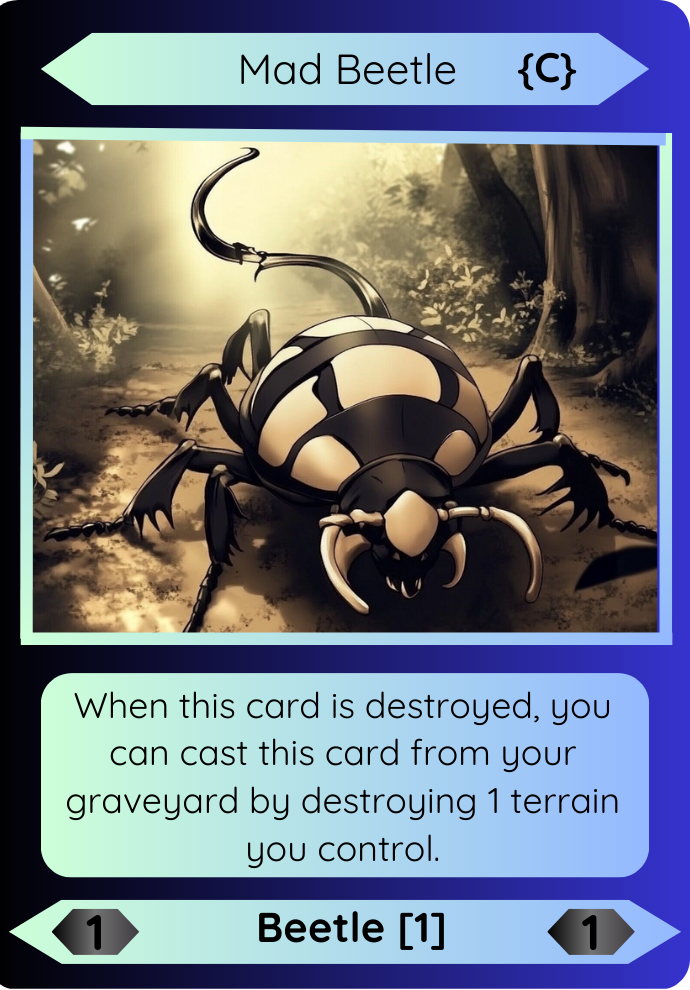 Mad Beetle {C}
When this card is destroyed, you
can cast this card from your
graveyard by destroying 1 terrain
you control.
1 Beetle [1] 1